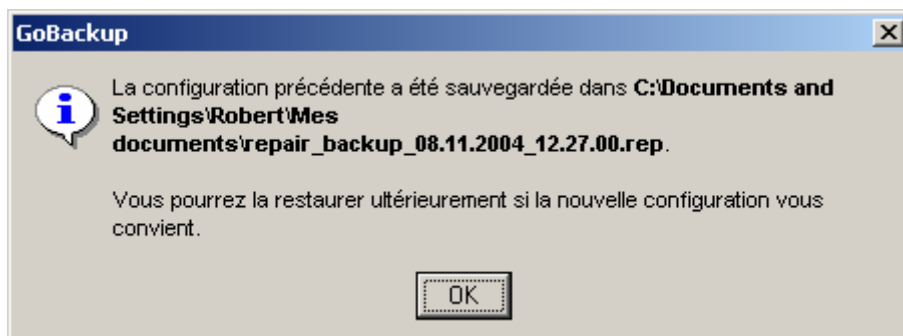 GoBackup
La configuration précédente a été sauvegardée dans C:\Documents and
Settings\Robert\Mes
documents\repair_backup_08.11.2004_12.27.00.rep.
Vous pourrez la restaurer ultérieurement si la nouvelle configuration vous
convient.
OK